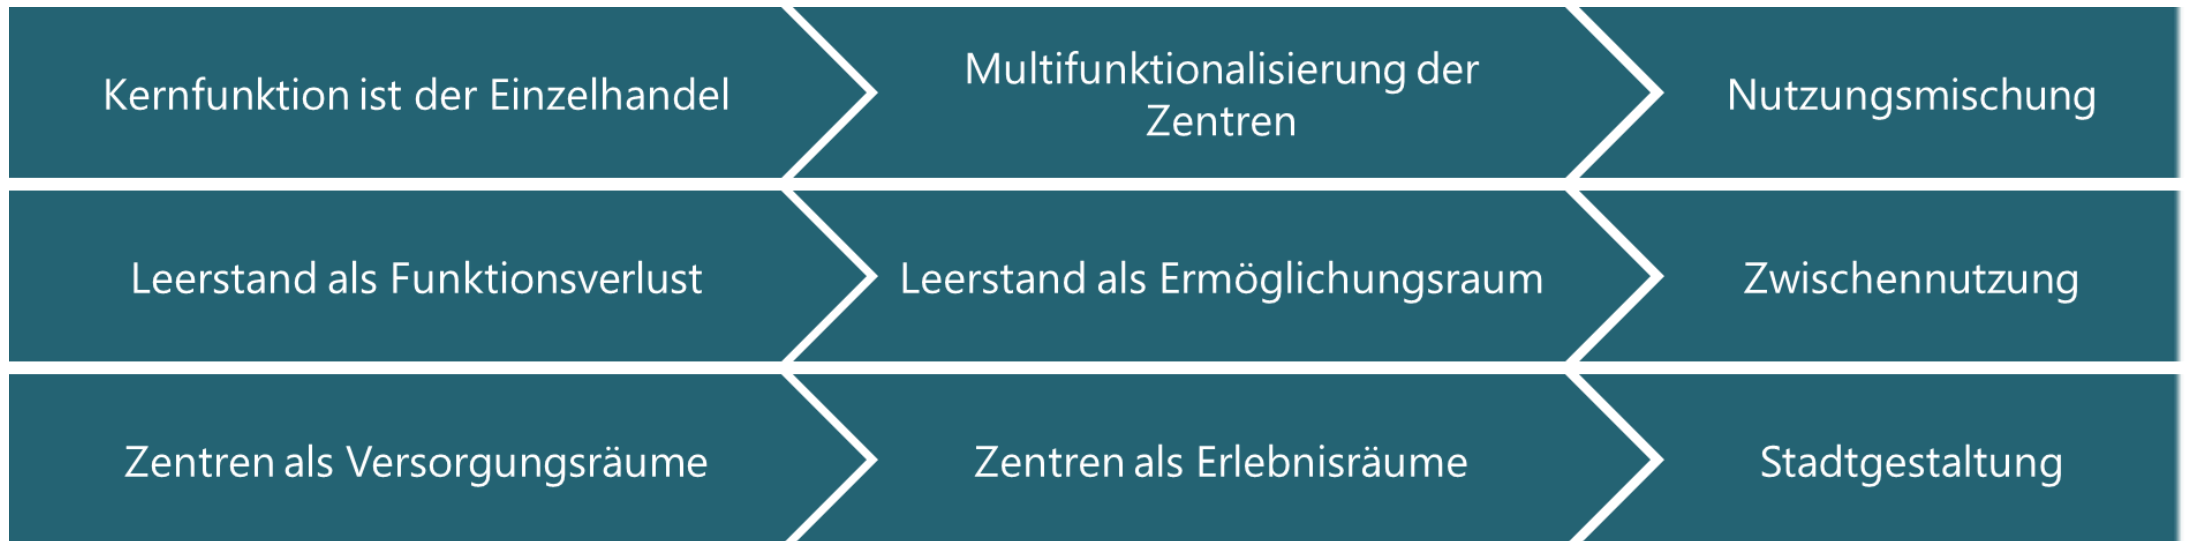 Kernfunktion ist der Einzelhandel
Multifunktionalisierung der
Zentren
Nutzungsmischung
Leerstand als Funktionsverlust
Leerstand als Ermöglichungsraum
Zwischennutzung
Zentren als Versorgungsräume
Zentren als Erlebnisräume
Stadtgestaltung